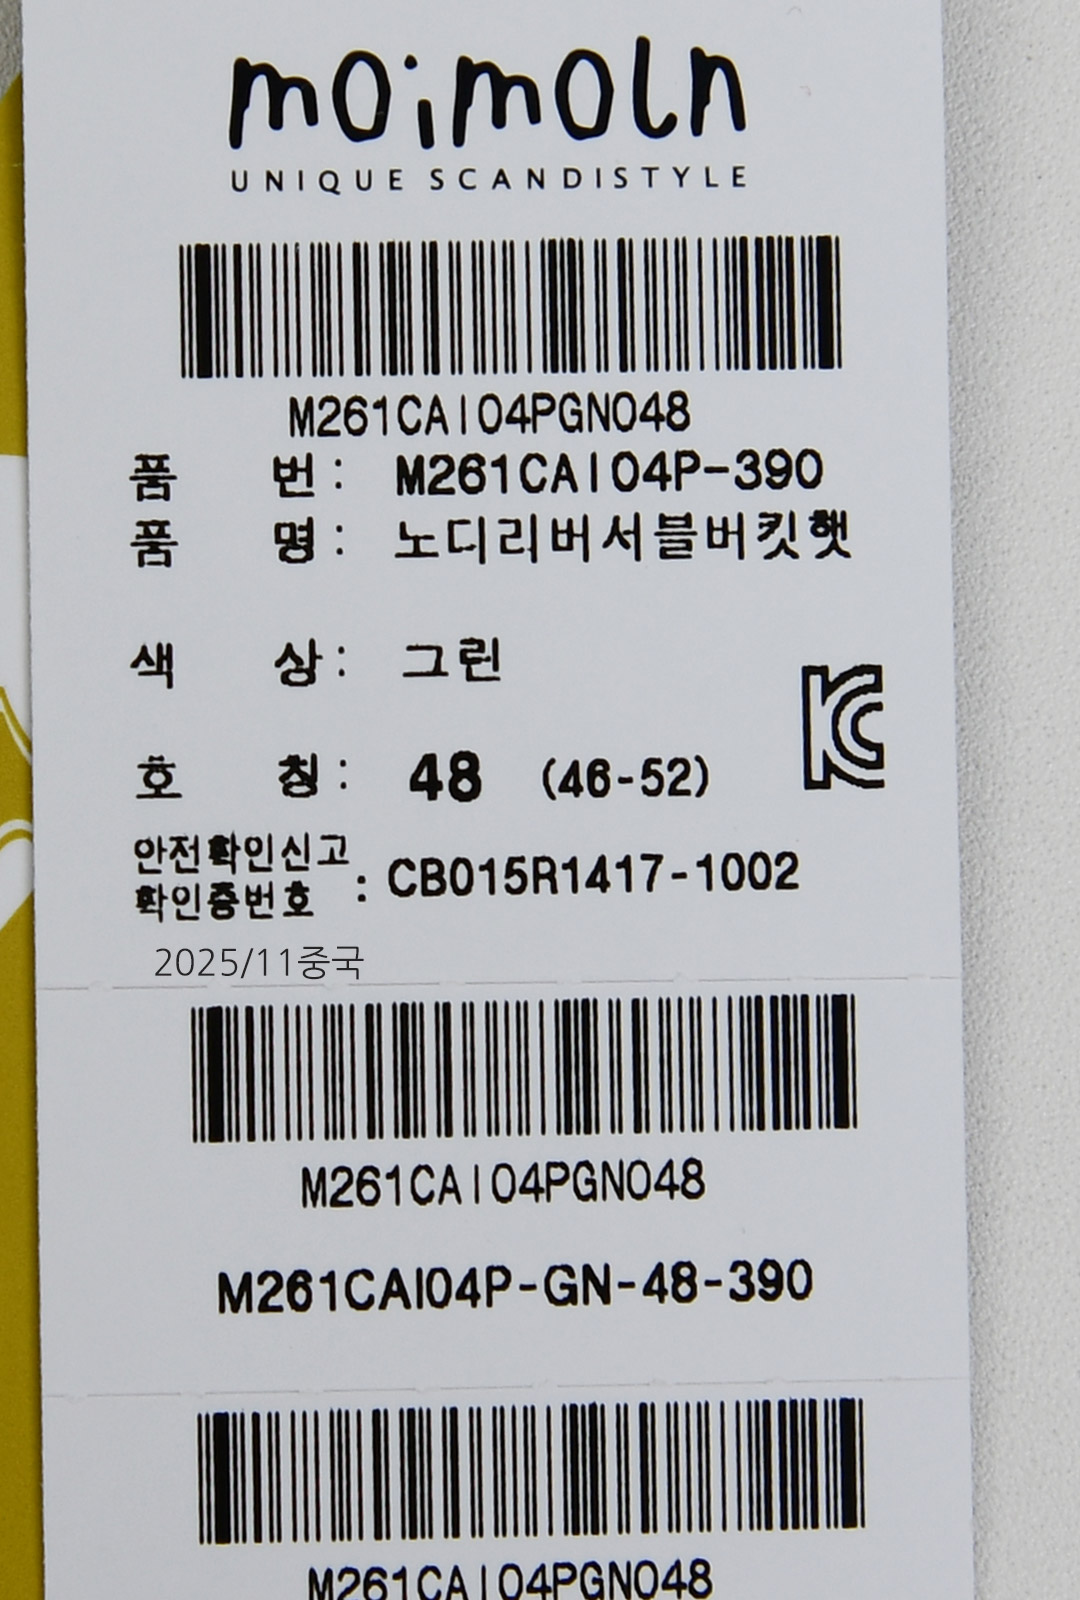 moimoln
UNIQUE SCANDISTYLE
M261CAI04PGN048
품 번 : M261CAI04P-390
품 명 : 노디리버서블버킷햇
색 상 : 그린
호 칭 : 48 (46-52)
안전확인신고
확인증번호 : CB015R1417-1002
2025/11중국
M261CAI04PGN048
M261CAI04P-GN-48-390
M261CAI04PGN048